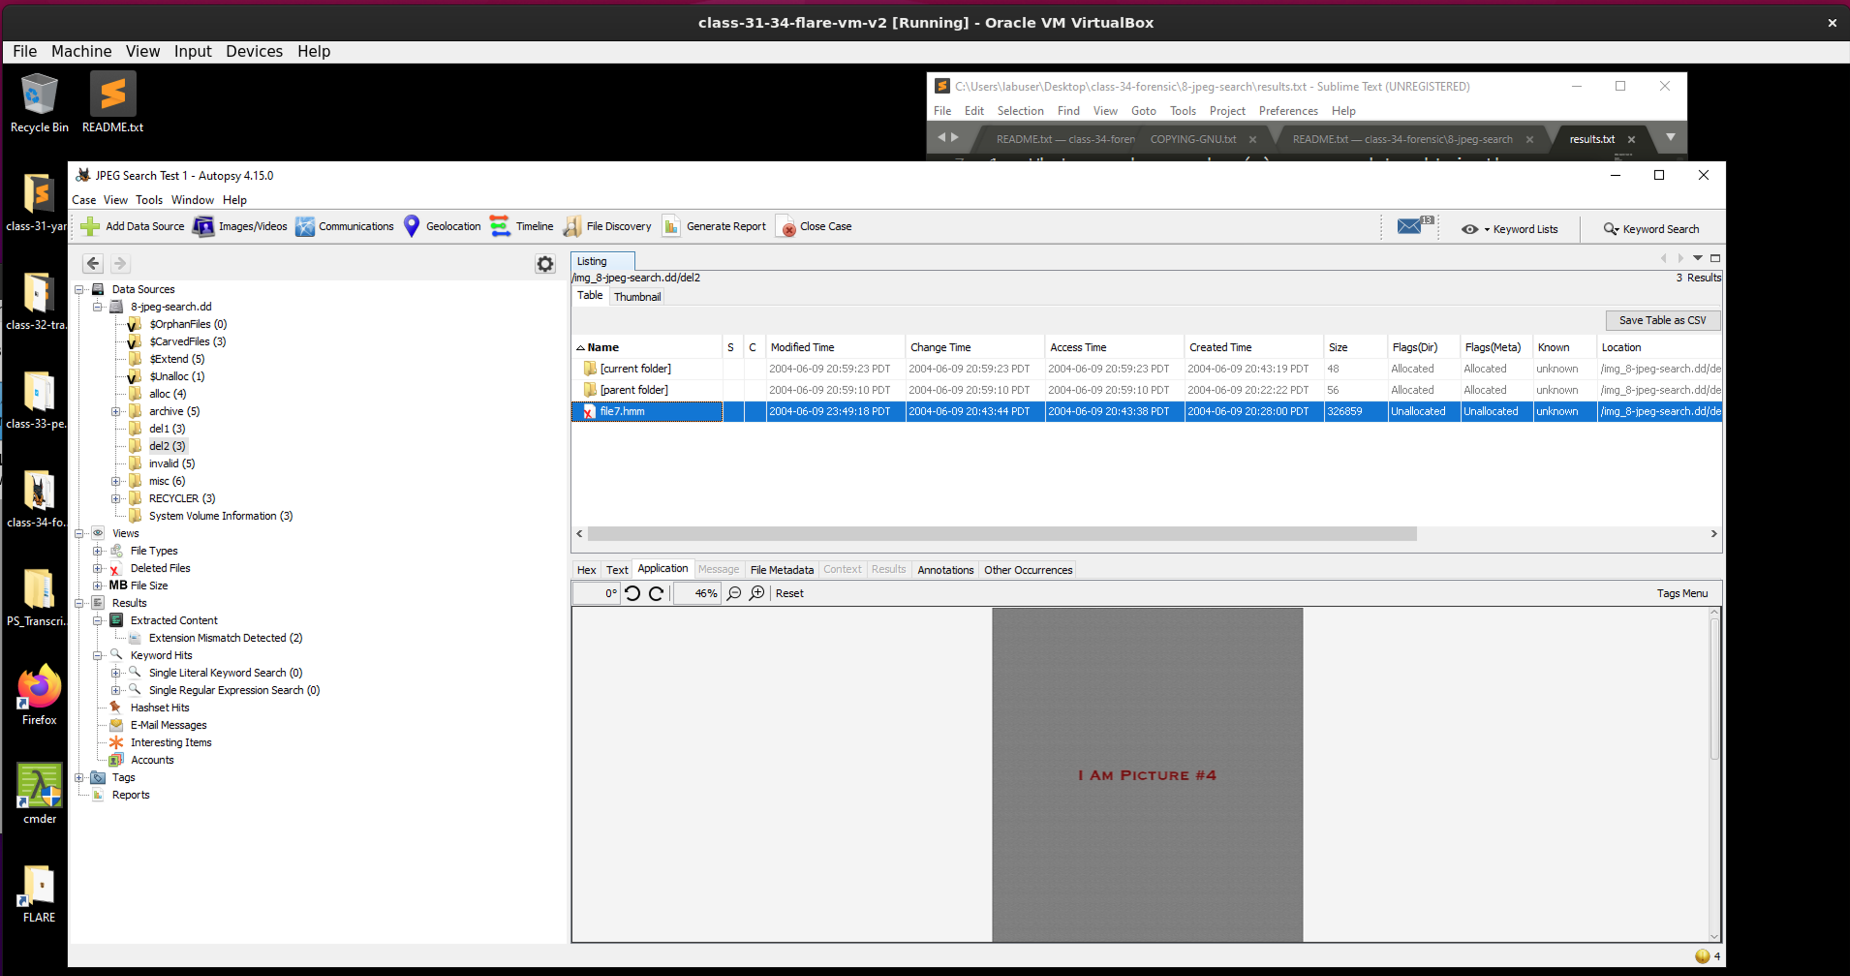 class-31-34-flare-vm-v2 [Running] - Oracle VM VirtualBox
File Machine View Input Devices Help
Recycle Bin
README.txt
class-31-yar
class-32-tra...
class-33-pe...
class-34-fo...
PS_Transcri...
Firefox
cmder
FLARE
C:\Users\labuser\Desktop\class-34-forensic\8-jpeg-search\results.txt - Sublime Text (UNREGISTERED)
File Edit Selection Find View Goto Tools Project Preferences Help
README.txt — class-34-foren COPYING-GNU.txt README.txt — class-34-forensic\8-jpeg-search results.txt
JPEG Search Test 1 - Autopsy 4.15.0
Case View Tools Window Help
Add Data Source Images/Videos Communications Geolocation Timeline File Discovery Generate Report Close Case 13 Keyword Lists Keyword Search
Data Sources
8-jpeg-search.dd
$OrphanFiles (0)
$CarvedFiles (3)
$Extend (5)
$Unalloc (1)
alloc (4)
archive (5)
del1 (3)
del2 (3)
invalid (5)
misc (6)
RECYCLER (3)
System Volume Information (3)
Views
File Types
Deleted Files
MB File Size
Results
Extracted Content
Extension Mismatch Detected (2)
Keyword Hits
Single Literal Keyword Search (0)
Single Regular Expression Search (0)
Hashset Hits
E-Mail Messages
Interesting Items
Accounts
Tags
Reports
Listing
/img_8-jpeg-search.dd/del2 3 Results
Table Thumbnail
Save Table as CSV
Name S C Modified Time Change Time Access Time Created Time Size Flags(Dir) Flags(Meta) Known Location
[current folder] 2004-06-09 20:59:23 PDT 2004-06-09 20:59:23 PDT 2004-06-09 20:59:23 PDT 2004-06-09 20:43:19 PDT 48 Allocated Allocated unknown /img_8-jpeg-search.dd/de
[parent folder] 2004-06-09 20:59:10 PDT 2004-06-09 20:59:10 PDT 2004-06-09 20:59:10 PDT 2004-06-09 20:22:22 PDT 56 Allocated Allocated unknown /img_8-jpeg-search.dd/de
file7.hmm 2004-06-09 23:49:18 PDT 2004-06-09 20:43:44 PDT 2004-06-09 20:43:38 PDT 2004-06-09 20:28:00 PDT 326859 Unallocated Unallocated unknown /img_8-jpeg-search.dd/de
Hex Text Application Message File Metadata Context Results Annotations Other Occurrences
0° 46% Reset Tags Menu
I Am Picture #4
4